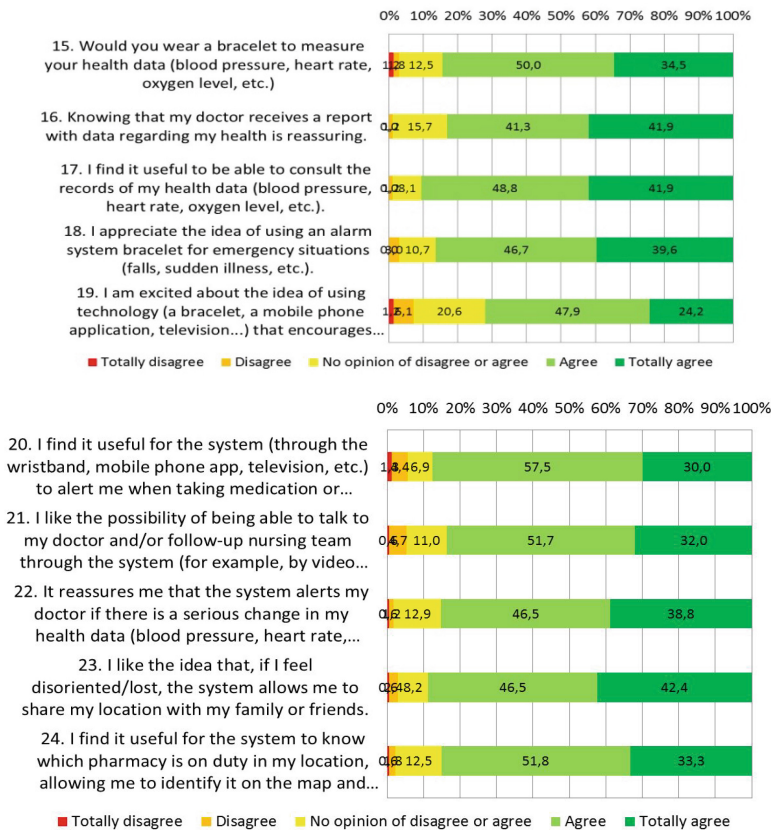 0% 10% 20% 30% 40% 50% 60% 70% 80% 90% 100%
15. Would you wear a bracelet to measure
your health data (blood pressure, heart rate,
oxygen level, etc.)
12,5 50,0 34,5
16. Knowing that my doctor receives a report
with data regarding my health is reassuring.
15,7 41,3 41,9
17. I find it useful to be able to consult the
records of my health data (blood pressure,
heart rate, oxygen level, etc.).
8,1 48,8 41,9
18. I appreciate the idea of using an alarm
system bracelet for emergency situations
(falls, sudden illness, etc.).
10,7 46,7 39,6
19. I am excited about the idea of using
technology (a bracelet, a mobile phone
application, television...) that encourages...
20,6 47,9 24,2
Totally disagree Disagree No opinion of disagree or agree Agree Totally agree
0% 10% 20% 30% 40% 50% 60% 70% 80% 90% 100%
20. I find it useful for the system (through the
wristband, mobile phone app, television, etc.)
to alert me when taking medication or...
6,9 57,5 30,0
21. I like the possibility of being able to talk to
my doctor and/or follow-up nursing team
through the system (for example, by video...
11,0 51,7 32,0
22. It reassures me that the system alerts my
doctor if there is a serious change in my
health data (blood pressure, heart rate,...
12,9 46,5 38,8
23. I like the idea that, if I feel
disoriented/lost, the system allows me to
share my location with my family or friends.
8,2 46,5 42,4
24. I find it useful for the system to know
which pharmacy is on duty in my location,
allowing me to identify it on the map and...
12,5 51,8 33,3
Totally disagree Disagree No opinion of disagree or agree Agree Totally agree